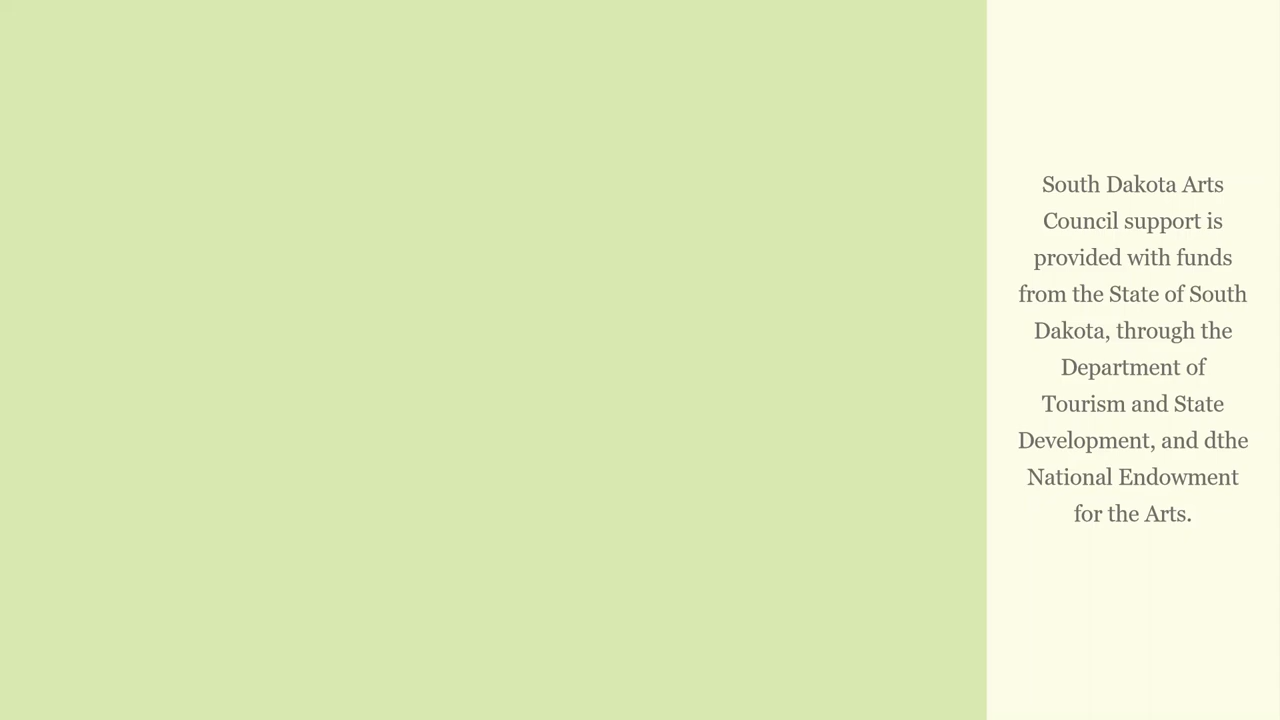 South Dakota Arts
Council support is
provided with funds
from the State of South
Dakota, through the
Department of
Tourism and State
Development, and dthe
National Endowment
for the Arts.